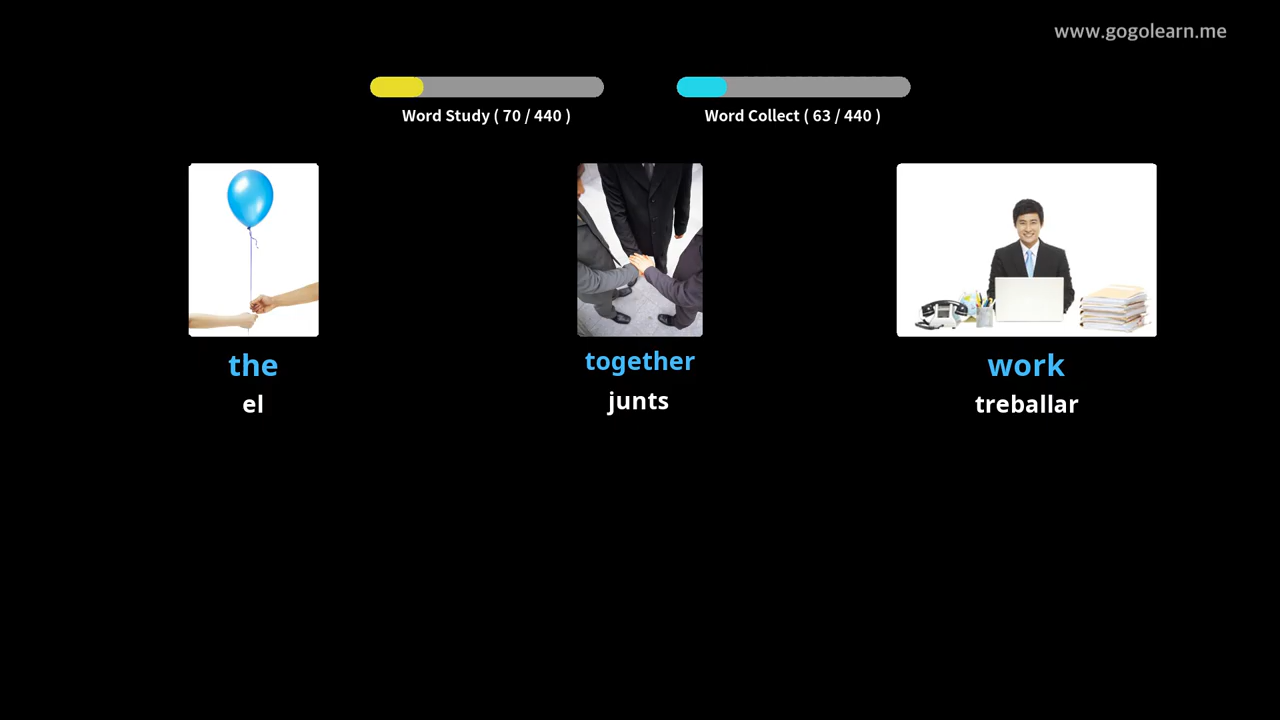 www.gogolearn.me
Word Study ( 70 / 440 )
Word Collect ( 63 / 440 )
the
el
together
junts
work
treballar